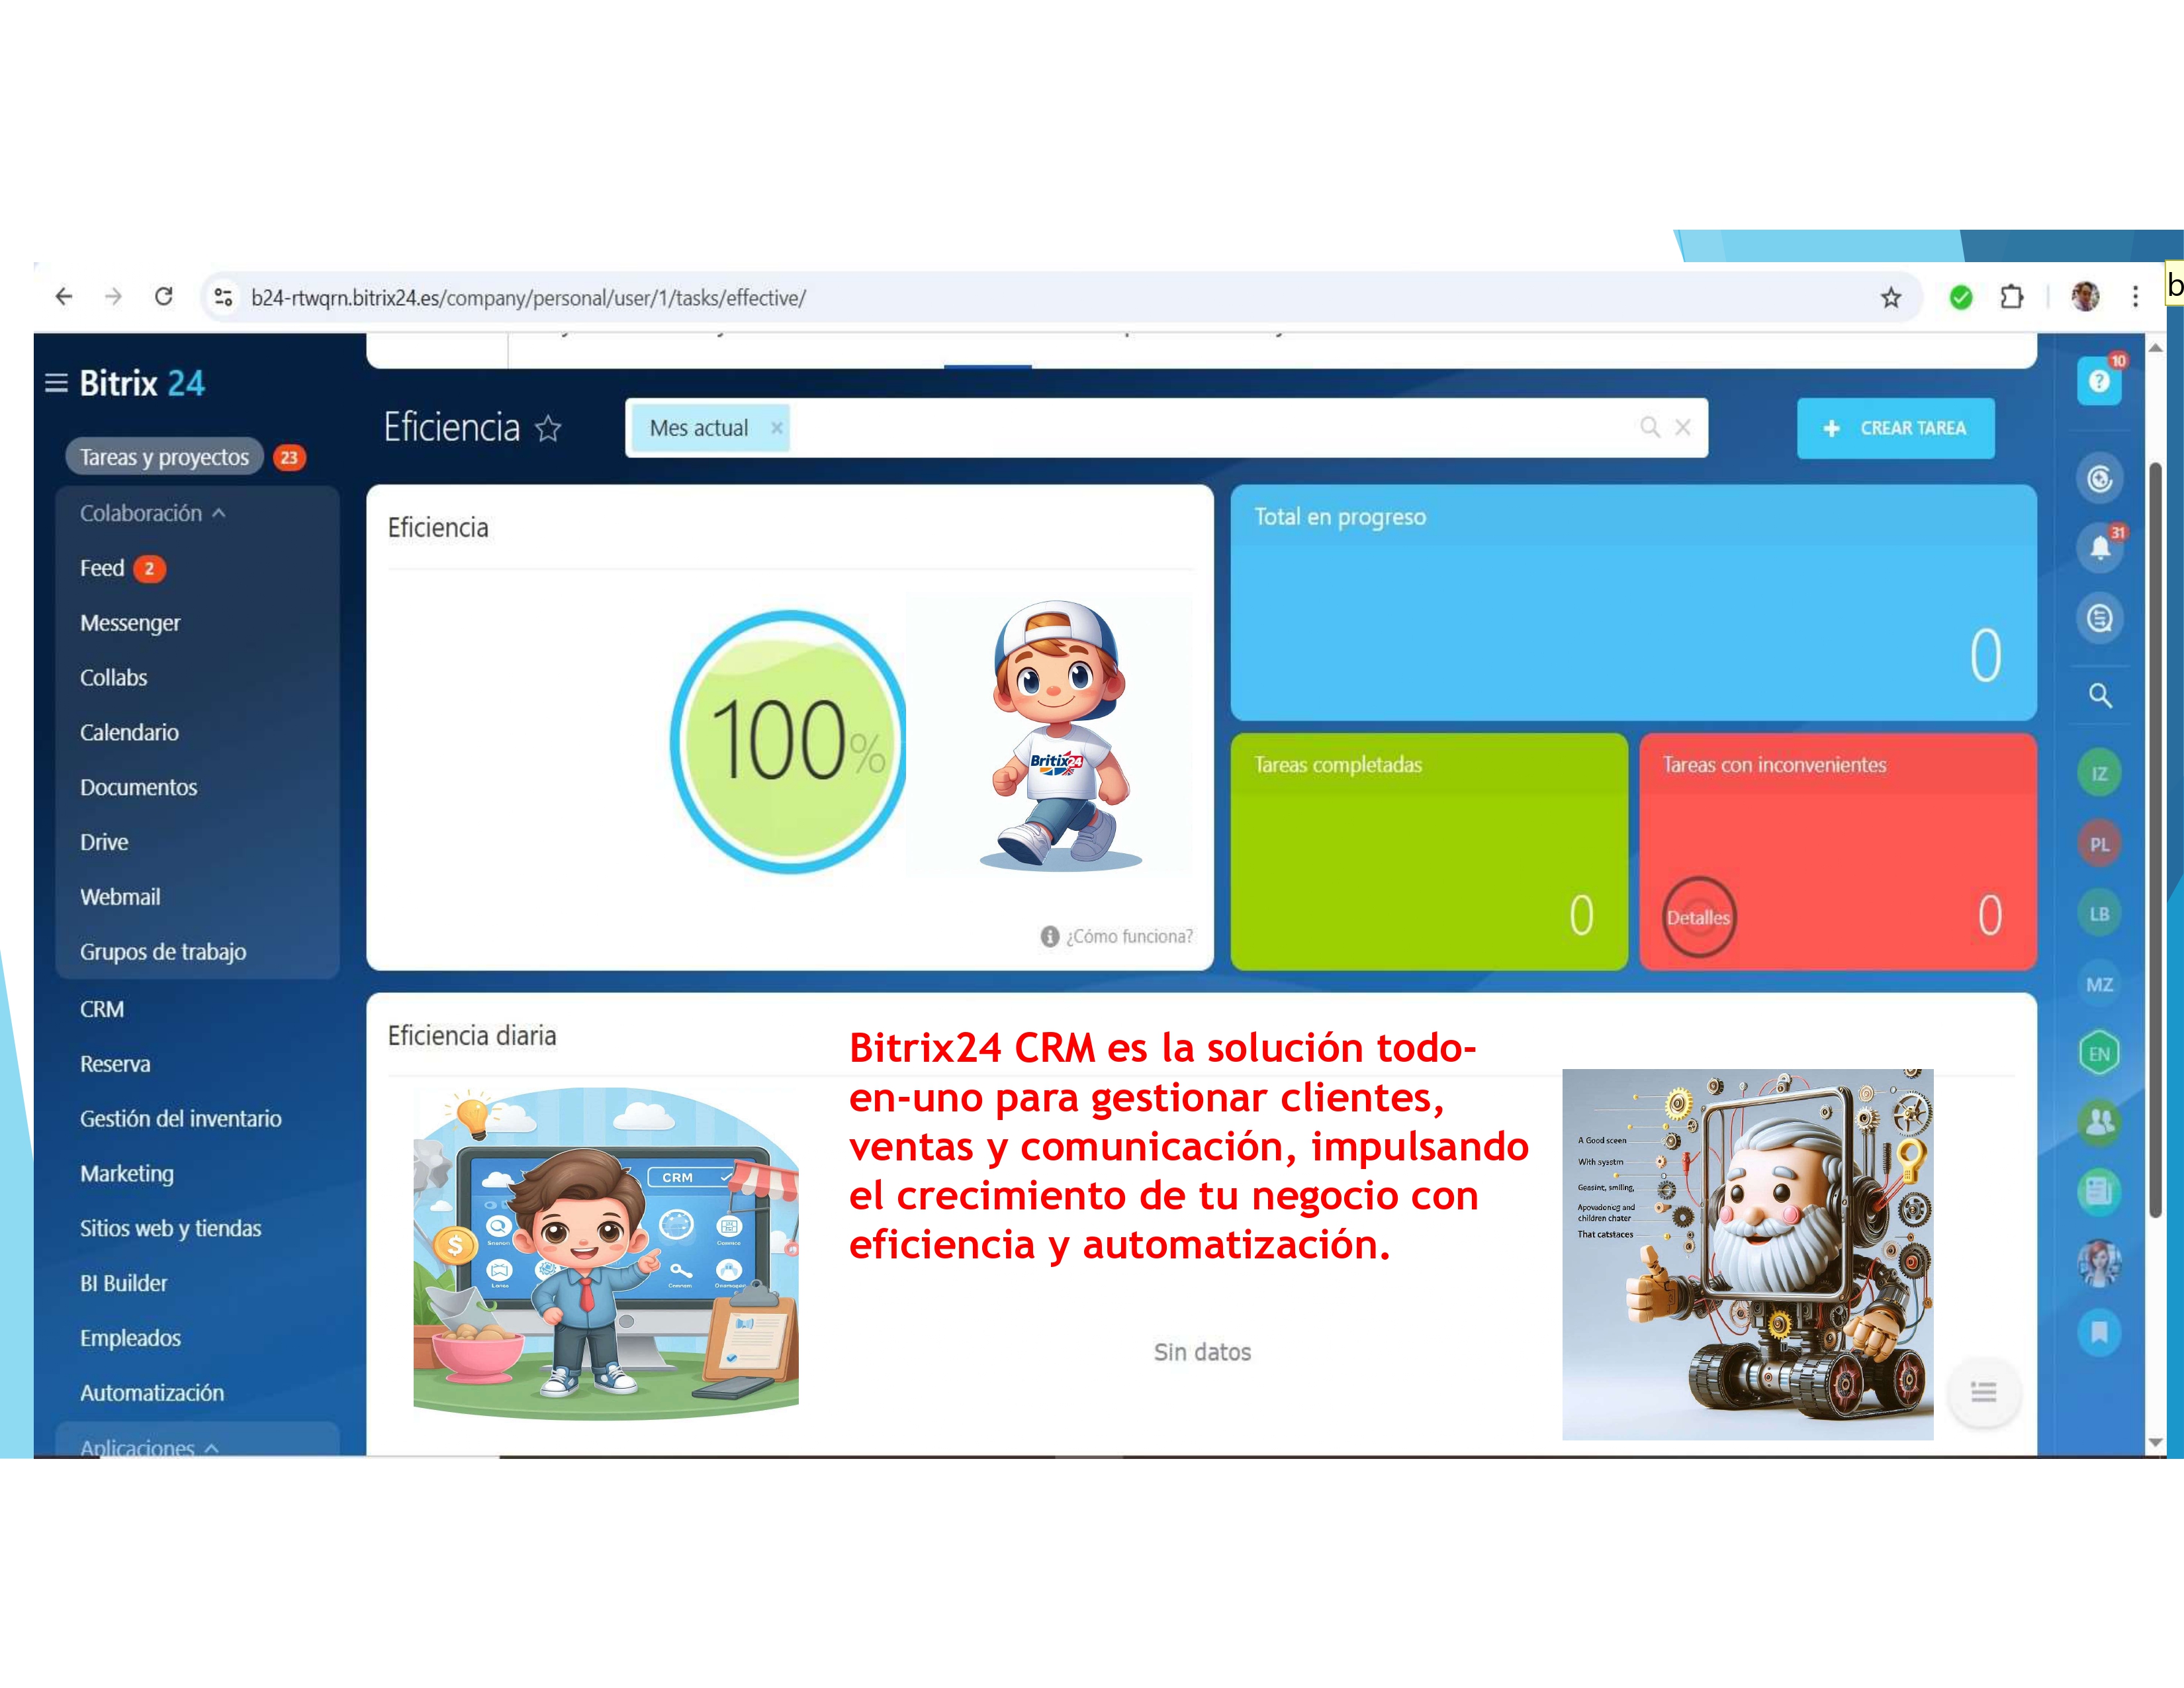 b24-rtwqrn.bitrix24.es/company/personal/user/1/tasks/effective/
b
Bitrix 24
10
Eficiencia
Mes actual
CREAR TAREA
Tareas y proyectos 23
Colaboración
Feed 2
Messenger
Collabs
Calendario
Documentos
Drive
Webmail
Grupos de trabajo
CRM
Reserva
Gestión del inventario
Marketing
Sitios web y tiendas
BI Builder
Empleados
Automatización
Aplicaciones
Eficiencia
100%
Britix24
¿Cómo funciona?
Total en progreso
0
Tareas completadas
0
Tareas con inconvenientes
Detalles
0
31
IZ
PL
LB
MZ
EN
Eficiencia diaria
Bitrix24 CRM es la solución todo-
en-uno para gestionar clientes,
ventas y comunicación, impulsando
el crecimiento de tu negocio con
eficiencia y automatización.
Sin datos
CRM
$
A Good sceen
With syastm
Geasint, smiling,
Apovadoricg and
children chater
That catstaces